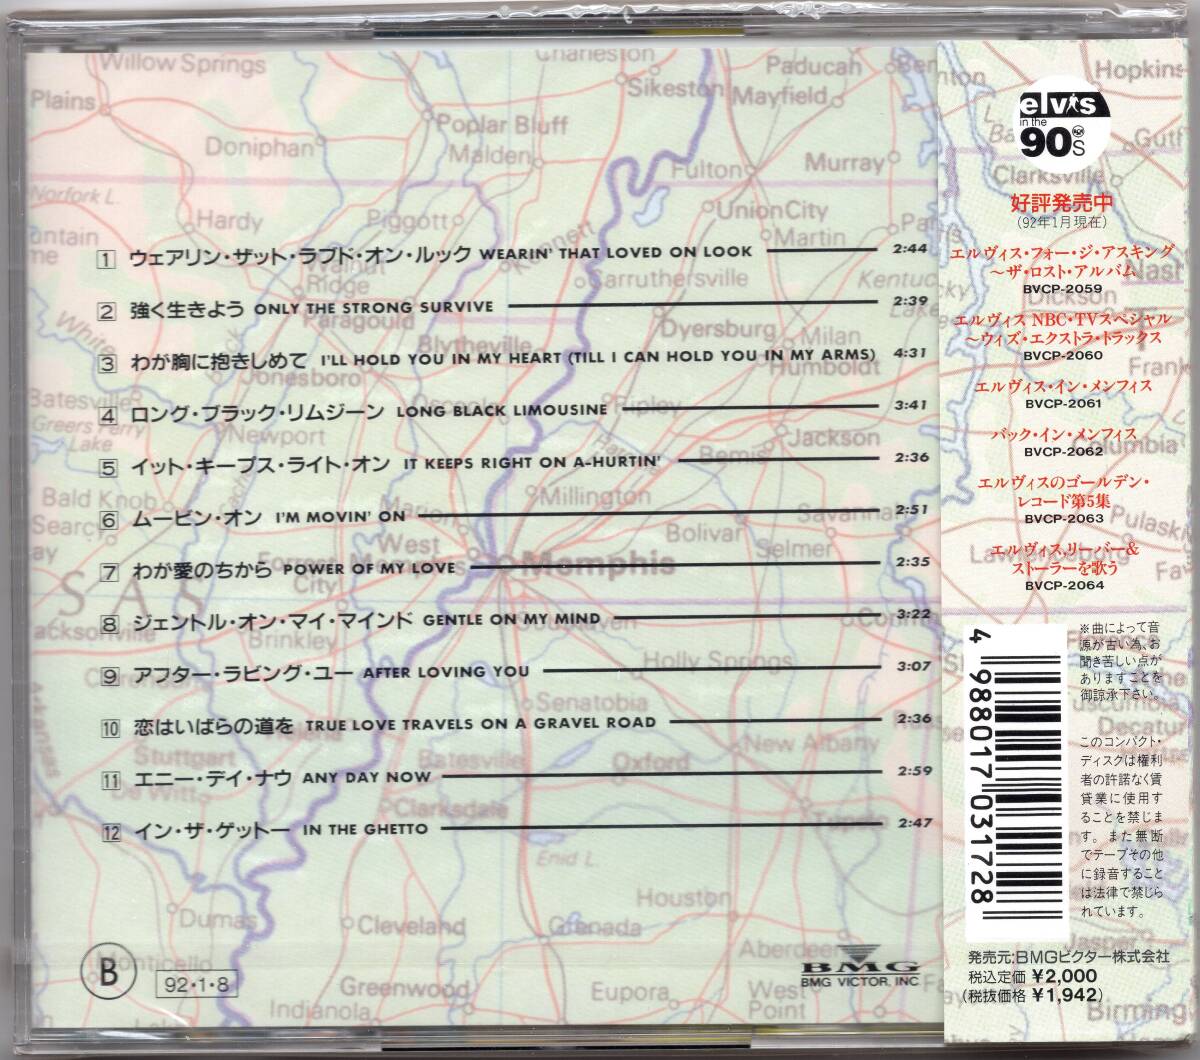 1 ウェアリン・ザット・ラブド・オン・ルック WEARIN' THAT LOVED ON LOOK 2:44
2 強く生きよう ONLY THE STRONG SURVIVE 2:39
3 わが胸に抱きしめて I'LL HOLD YOU IN MY HEART (TILL I CAN HOLD YOU IN MY ARMS) 4:31
4 ロング・ブラック・リムジーン LONG BLACK LIMOUSINE 3:41
5 イット・キープス・ライト・オン IT KEEPS RIGHT ON A-HURTIN' 2:36
6 ムービン・オン I'M MOVIN' ON 2:51
7 わが愛のちから POWER OF MY LOVE 2:35
8 ジェントル・オン・マイ・マインド GENTLE ON MY MIND 3:22
9 アフター・ラビング・ユー AFTER LOVING YOU 3:07
10 恋はいばらの道を TRUE LOVE TRAVELS ON A GRAVEL ROAD 2:36
11 エニー・デイ・ナウ ANY DAY NOW 2:59
12 イン・ザ・ゲットー IN THE GHETTO 2:47
B
92・1・8
BMG
BMG VICTOR, INC.
elvis
in the
90s
好評発売中
(92年1月現在)
エルヴィス・フォー・ジ・アスキング
〜ザ・ロスト・アルバム
BVCP-2059
エルヴィス NBC・TVスペシャル
〜ウィズ・エクストラ・トラックス
BVCP-2060
エルヴィス・イン・メンフィス
BVCP-2061
バック・イン・メンフィス
BVCP-2062
エルヴィスのゴールデン・
レコード第5集
BVCP-2063
エルヴィス、リーバー&
ストーラーを歌う
BVCP-2064
4 988017 031728
※曲によって音
源が古い為、お
聞き苦しい点が
ありますことを
御諒承下さい。
このコンパクト・
ディスクは権利
者の許諾なく賃
貸業に使用す
ることを禁じま
す。また無断
でテープその他
に録音すること
は法律で禁じら
れています。
発売元:BMGビクター株式会社
税込定価 ¥2,000
(税抜価格 ¥1,942)
Willow Springs
Charleston
Paducah
Hopkins
Plains
Sikeston
Mayfield
Poplar Bluff
Doniphan
Malden
Fulton
Murray
Clarksville
Norfork L.
Hardy
Piggott
Union City
Martin
Kennett
Walnut
Ridge
Caruthersville
Paragould
Dyersburg
Milan
Dickson
Blytheville
Humboldt
Jonesboro
Batesville
Greers Ferry
Lake
Newport
Osceola
Ripley
Jackson
Columbia
Bald Knob
Searcy
Marion
Millington
Bolivar
Savannah
Selmer
Pulaski
Lawrenceburg
West
Memphis
Forrest
City
Brinkley
Holly Springs
Senatobia
Stuttgart
Batesville
Oxford
New Albany
Decatur
De Witt
Clarksdale
Enid L.
Houston
Dumas
Cleveland
Grenada
Aberdeen
Jasper
Monticello
Greenwood
Indianola
Eupora
West
Point
Birming
Arkansas